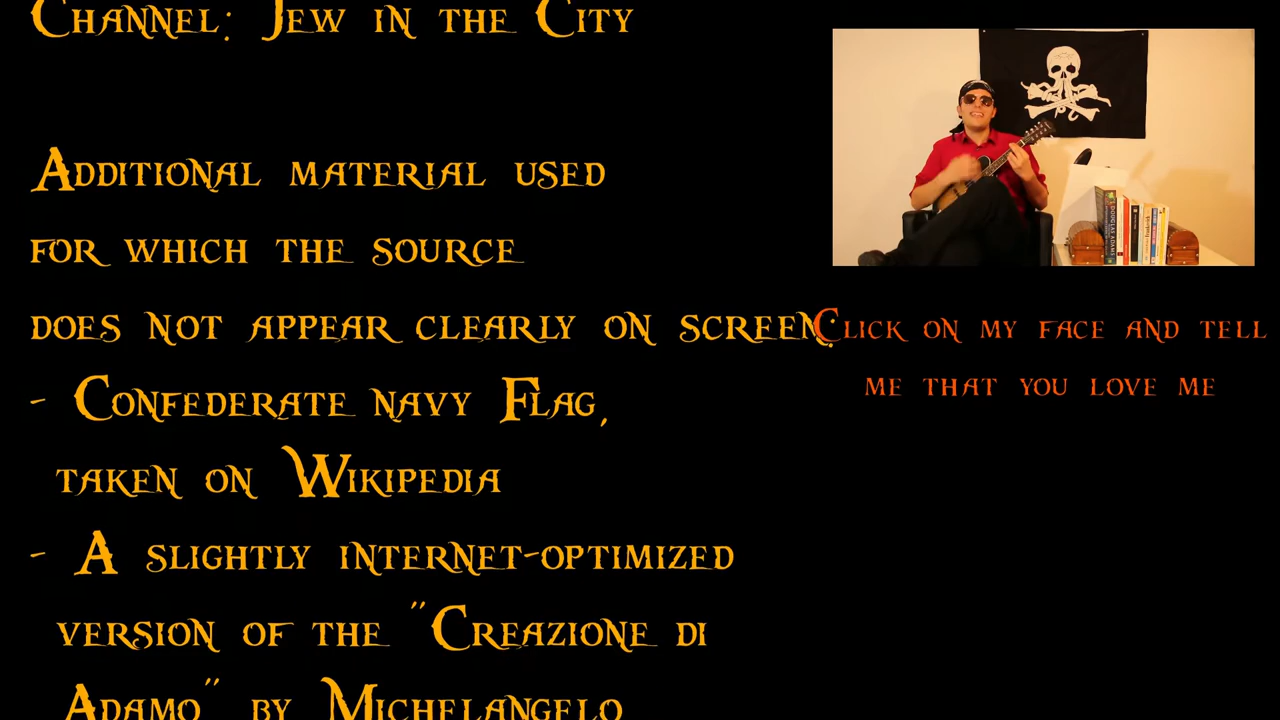 Channel: Jew in the City
Additional material used
for which the source
does not appear clearly on screen:
- Confederate navy Flag,
taken on Wikipedia
- A slightly internet-optimized
version of the "Creazione di
Adamo" by Michelangelo
Click on my face and tell
me that you love me
DOUGLAS ADAMS